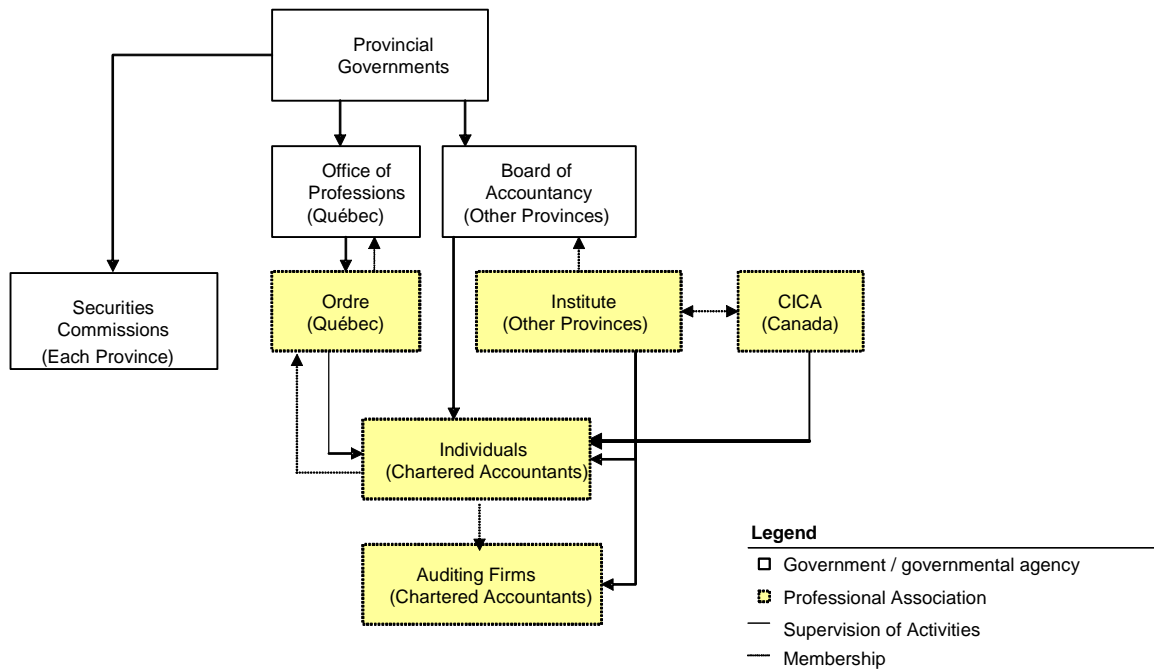 Provincial
Governments
Office of
Professions
(Québec)
Board of
Accountancy
(Other Provinces)
Securities
Commissions
(Each Province)
Ordre
(Québec)
Institute
(Other Provinces)
CICA
(Canada)
Individuals
(Chartered Accountants)
Auditing Firms
(Chartered Accountants)
Legend
Government / governmental agency
Professional Association
Supervision of Activities
Membership